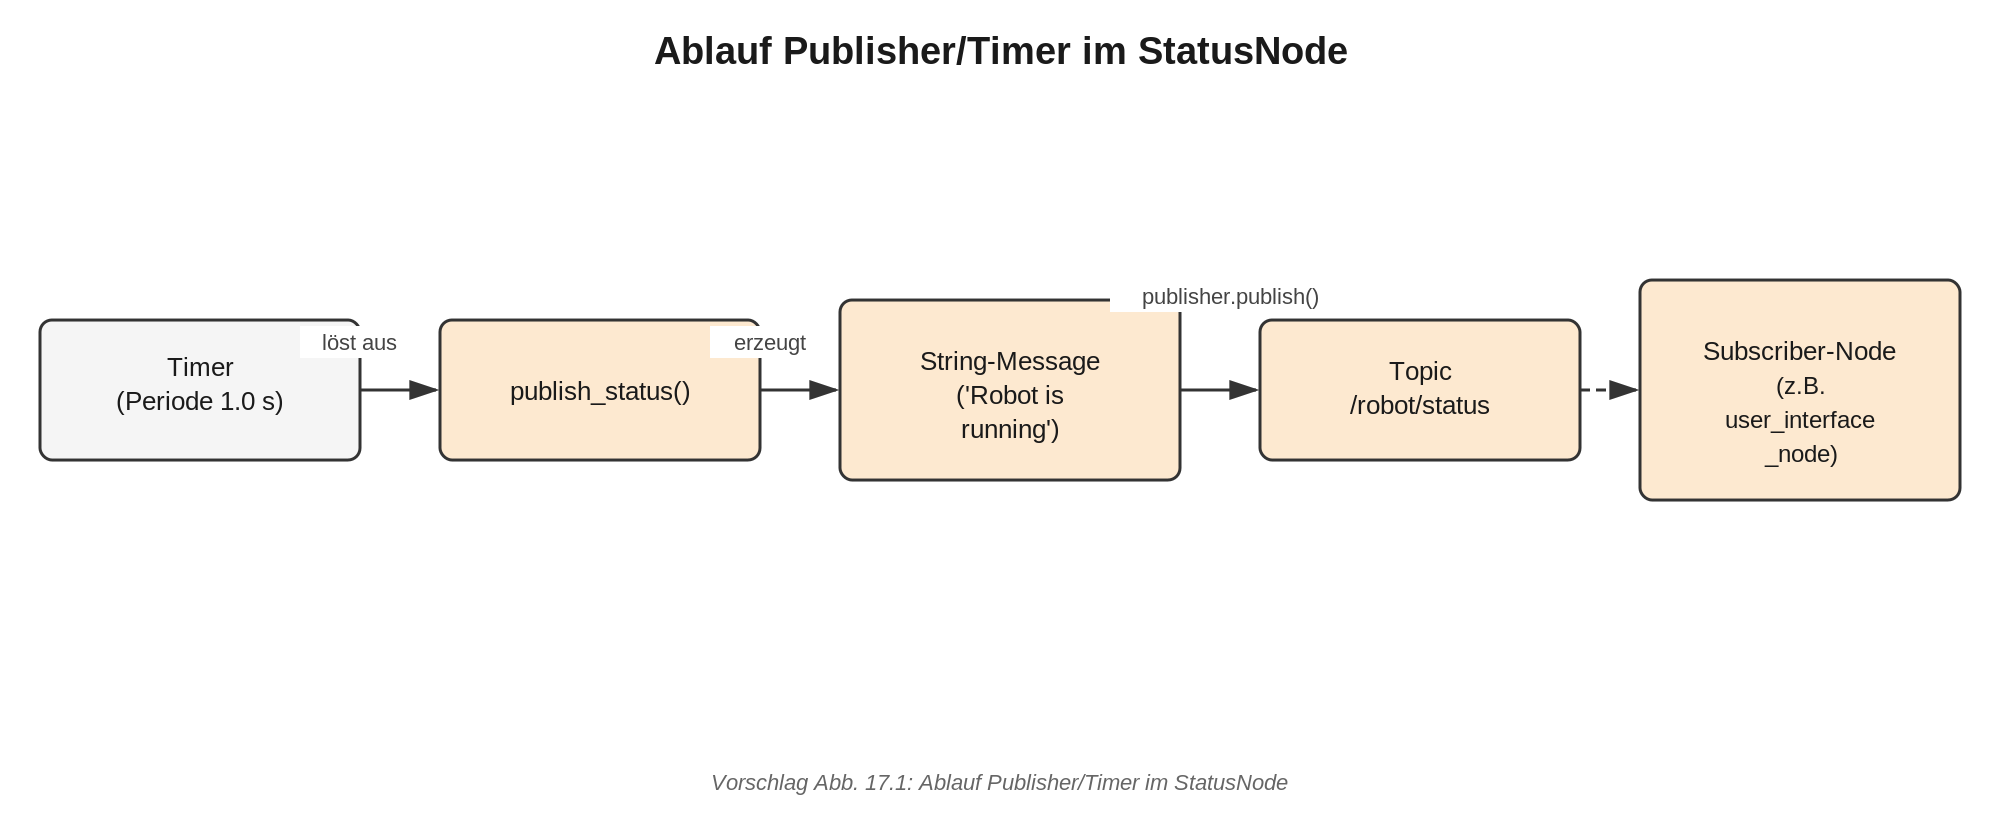 Ablauf Publisher/Timer im StatusNode
Timer
(Periode 1.0 s)
löst aus
publish_status()
erzeugt
String-Message
('Robot is
running')
publisher.publish()
Topic
/robot/status
Subscriber-Node
(z.B.
user_interface
_node)
Vorschlag Abb. 17.1: Ablauf Publisher/Timer im StatusNode